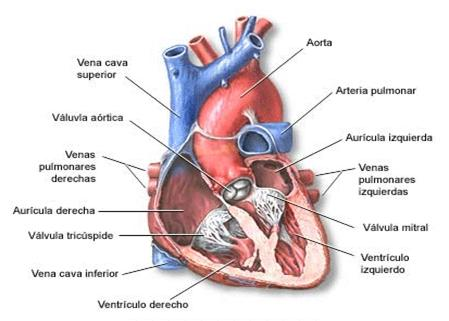 Aorta
Vena cava
superior
Arteria pulmonar
Váluvla aórtica
Aurícula izquierda
Venas
pulmonares
derechas
Venas
pulmonares
izquierdas
Aurícula derecha
Válvula mitral
Válvula tricúspide
Ventrículo
izquierdo
Vena cava inferior
Ventrículo derecho